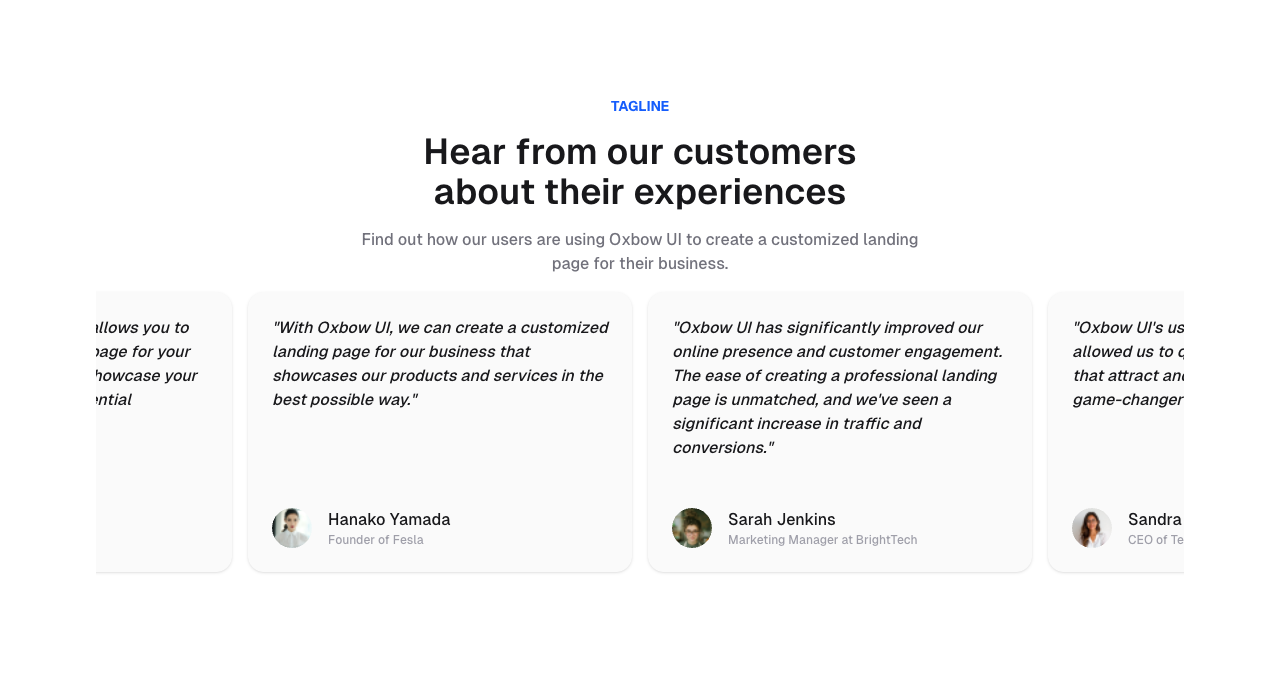 TAGLINE
Hear from our customers
about their experiences
Find out how our users are using Oxbow UI to create a customized landing
page for their business.
allows you to
page for your
showcase your
"With Oxbow UI, we can create a customized
landing page for our business that
showcases our products and services in the
best possible way."
Hanako Yamada
Founder of Fesla
"Oxbow UI has significantly improved our
online presence and customer engagement.
The ease of creating a professional landing
page is unmatched, and we've seen a
significant increase in traffic and
conversions."
Sarah Jenkins
Marketing Manager at BrightTech
"Oxbow UI's
allowed us to
that attract
game-changer
Sandra
CEO of